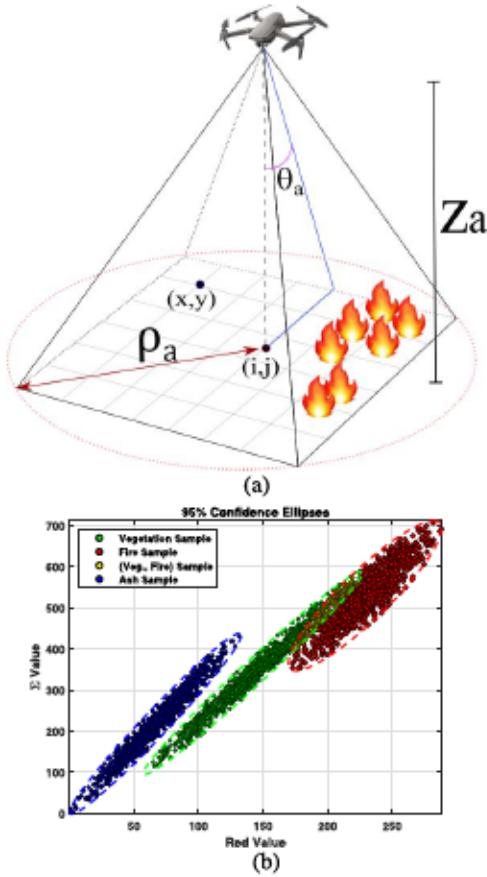 θa
Za
(x,y)
ρa
(i,j)
(a)
95% Confidence Ellipses
Vegetation Sample
Fire Sample
(Veg., Fire) Sample
Ash Sample
700
600
500
400
300
200
100
0
Σ Value
50
100
150
200
250
Red Value
(b)